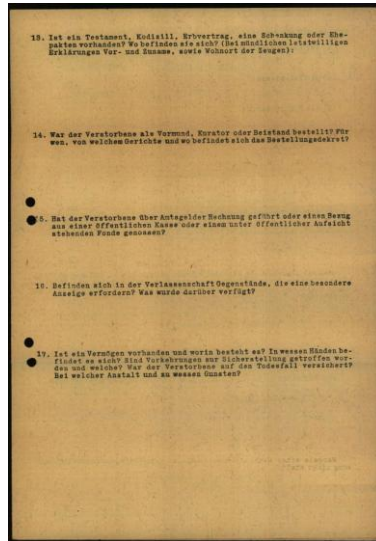 13. Ist ein Testament, Kodizill, Erbvertrag, eine Schenkung oder Ehe-
pakten vorhanden? Wo befinden sie sich? (Bei mündlichen letztwilligen
Erklärungen Vor- und Zuname, sowie Wohnort der Zeugen):
14. War der Verstorbene als Vormund, Kurator oder Beistand bestellt? Für
wen, von welchem Gerichte und wo befindet sich das Bestellungsdekret?
15. Hat der Verstorbene über Amtsgelder Rechnung geführt oder einen Bezug
aus einer öffentlichen Kasse oder einem unter öffentlicher Aufsicht
stehenden Fonds genossen?
16. Befinden sich in der Verlassenschaft Gegenstände, die eine besondere
Anzeige erfordern? Was wurde darüber verfügt?
17. Ist ein Vermögen vorhanden und worin besteht es? In wessen Händen be-
findet es sich? Sind Vorkehrungen zur Sicherstellung getroffen wor-
den und welche? War der Verstorbene auf den Todesfall versichert?
Bei welcher Anstalt und zu wessen Gunsten?